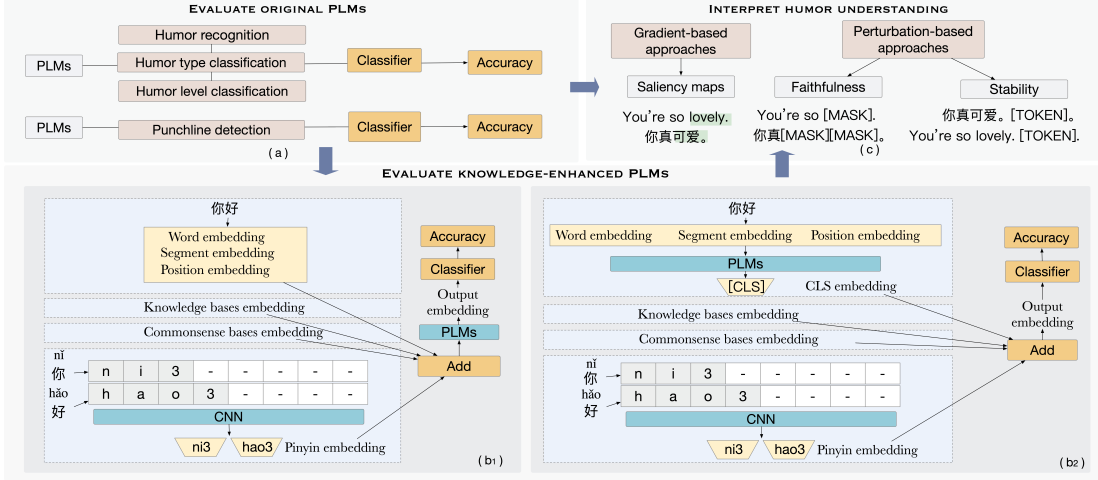 EVALUATE ORIGINAL PLMS
Humor recognition
PLMs
Humor type classification
Classifier
Accuracy
Humor level classification
PLMs
Punchline detection
Classifier
Accuracy
( a )
INTERPRET HUMOR UNDERSTANDING
Gradient-based
approaches
Perturbation-based
approaches
Saliency maps
Faithfulness
Stability
You're so lovely.
你真可爱。
You're so [MASK].
你真[MASK][MASK]。
你真可爱。[TOKEN]。
You're so lovely. [TOKEN].
( c )
EVALUATE KNOWLEDGE-ENHANCED PLMS
你好
Word embedding
Segment embedding
Position embedding
Knowledge bases embedding
Commonsense bases embedding
nǐ
你
n i 3 - - - - -
hǎo
好
h a o 3 - - - -
CNN
ni3
hao3
Pinyin embedding
Accuracy
Classifier
Output
embedding
PLMs
Add
( b1 )
你好
Word embedding Segment embedding Position embedding
PLMs
[CLS]
CLS embedding
Knowledge bases embedding
Commonsense bases embedding
nǐ
你
n i 3 - - - - -
hǎo
好
h a o 3 - - - -
CNN
ni3
hao3
Pinyin embedding
Accuracy
Classifier
Output
embedding
Add
( b2 )